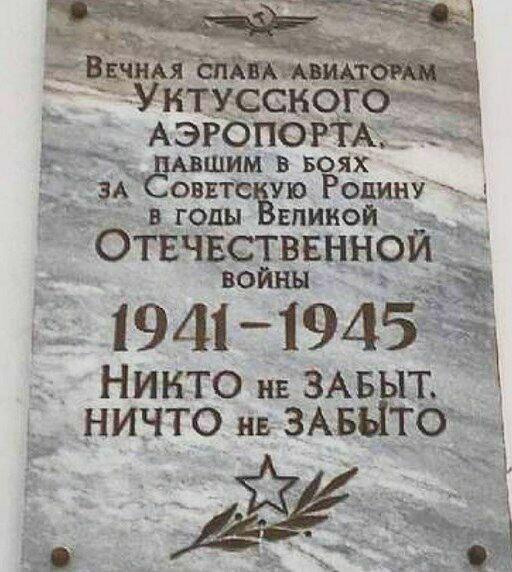 Вечная слава авиаторам
Уктусского
аэропорта,
павшим в боях
за Советскую Родину
в годы Великой
Отечественной
войны
1941–1945
Никто не забыт,
ничто не забыто